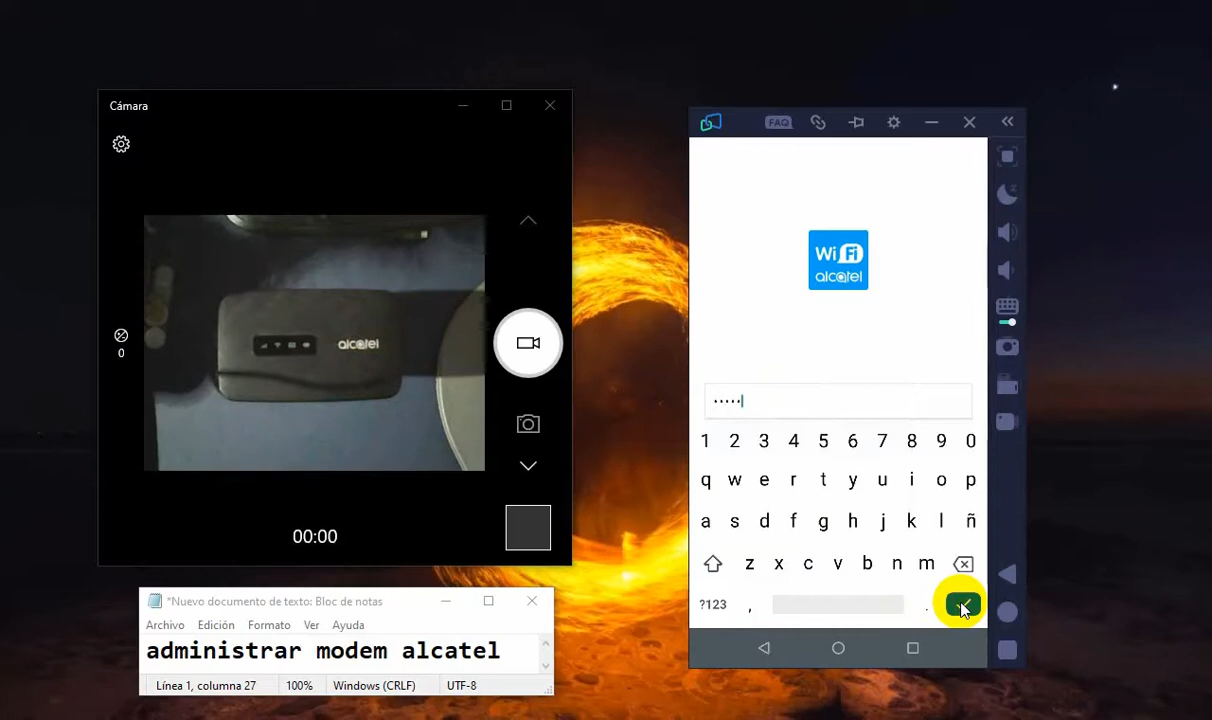 Cámara
0
alcatel
00:00
*Nuevo documento de texto: Bloc de notas
Archivo Edición Formato Ver Ayuda
administrar modem alcatel
Línea 1, columna 27 100% Windows (CRLF) UTF-8
FAQ
Wi Fi
alcatel
•••••
1 2 3 4 5 6 7 8 9 0
q w e r t y u i o p
a s d f g h j k l ñ
z x c v b n m
?123 , .